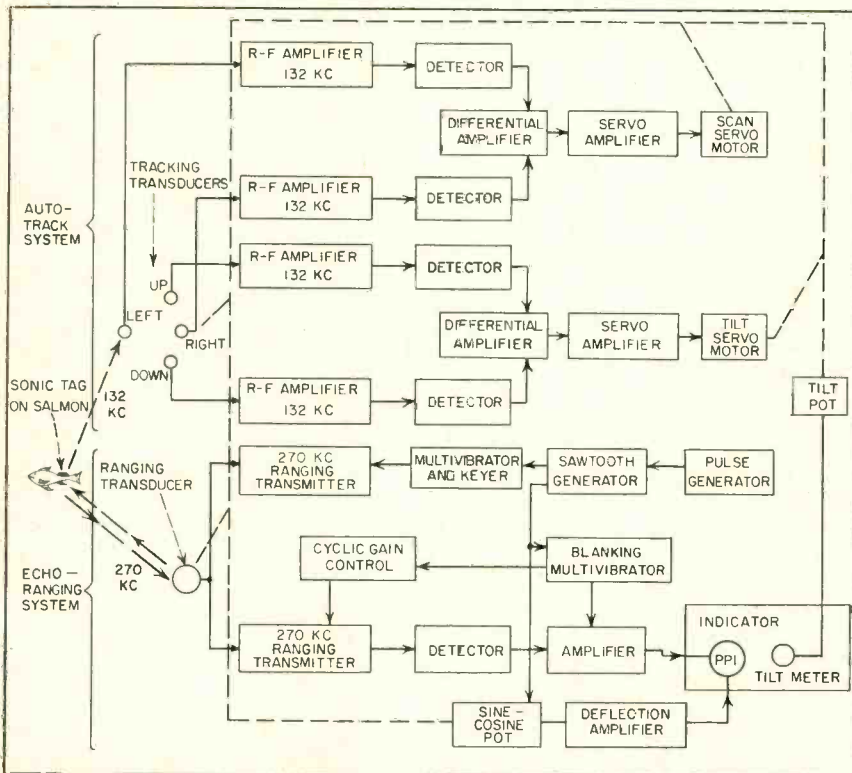 R-F AMPLIFIER
132 KC
DETECTOR
DIFFERENTIAL
AMPLIFIER
SERVO
AMPLIFIER
SCAN
SERVO
MOTOR
TRACKING
TRANSDUCERS
R-F AMPLIFIER
132 KC
DETECTOR
AUTO-
TRACK
SYSTEM
R-F AMPLIFIER
132 KC
DETECTOR
UP
LEFT
RIGHT
DOWN
DIFFERENTIAL
AMPLIFIER
SERVO
AMPLIFIER
TILT
SERVO
MOTOR
SONIC TAG
ON SALMON
132
KC
R-F AMPLIFIER
132 KC
DETECTOR
TILT
POT
RANGING
TRANSDUCER
270 KC
RANGING
TRANSMITTER
MULTIVIBRATOR
AND KEYER
SAWTOOTH
GENERATOR
PULSE
GENERATOR
ECHO-
RANGING
SYSTEM
270
KC
CYCLIC GAIN
CONTROL
BLANKING
MULTIVIBRATOR
270 KC
RANGING
TRANSMITTER
DETECTOR
AMPLIFIER
INDICATOR
PPI
TILT METER
SINE-
COSINE
POT
DEFLECTION
AMPLIFIER